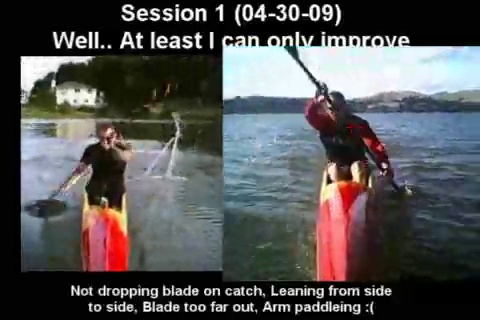 Session 1 (04-30-09)
Well.. At least I can only improve
Not dropping blade on catch, Leaning from side
to side, Blade too far out, Arm paddleing :(